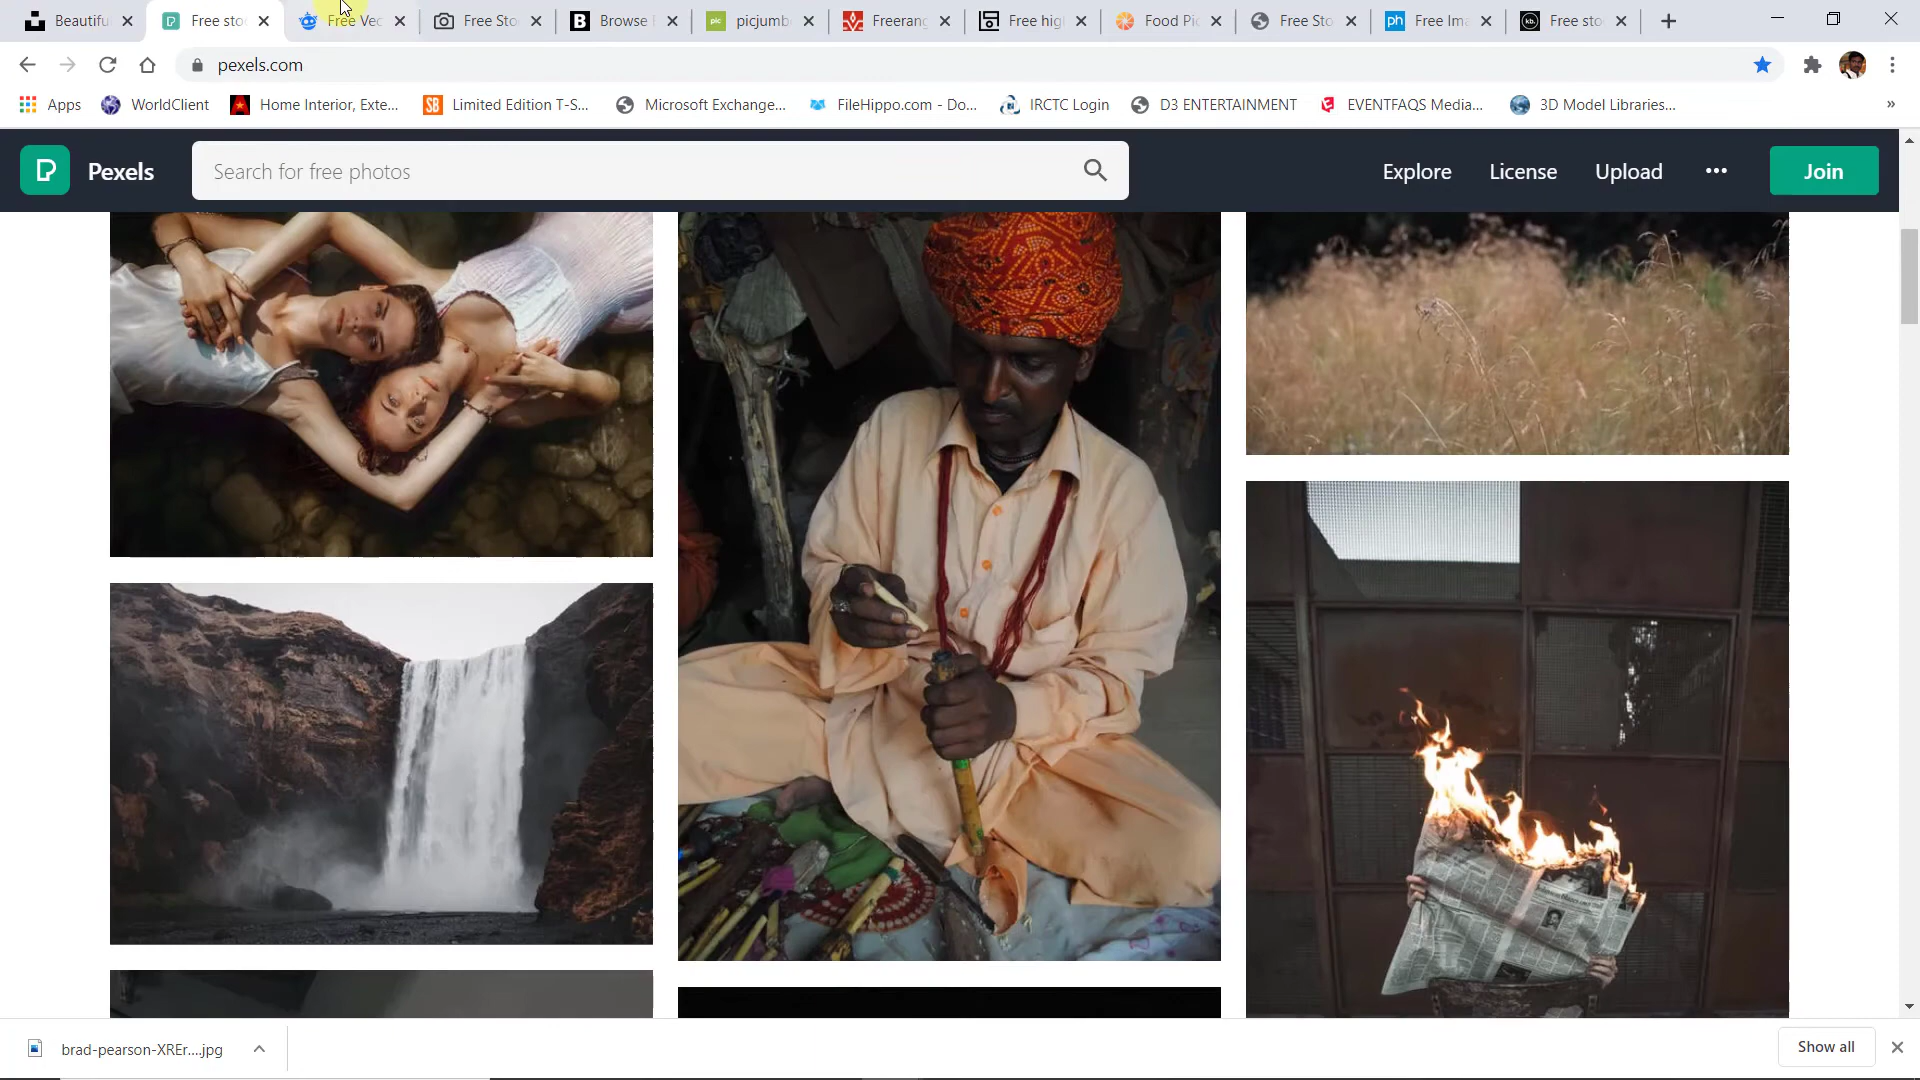 Beautifu
Free sto
Free Vec
Free Sto
Browse
picjumb
Freerang
Free hig
Food Pi
Free Sto
Free Im
Free sto
pexels.com
Apps
WorldClient
Home Interior, Exte...
Limited Edition T-S...
Microsoft Exchange...
FileHippo.com - Do...
IRCTC Login
D3 ENTERTAINMENT
EVENTFAQS Media...
3D Model Libraries...
»
Pexels
Search for free photos
Explore
License
Upload
Join
brad-pearson-XREr....jpg
Show all